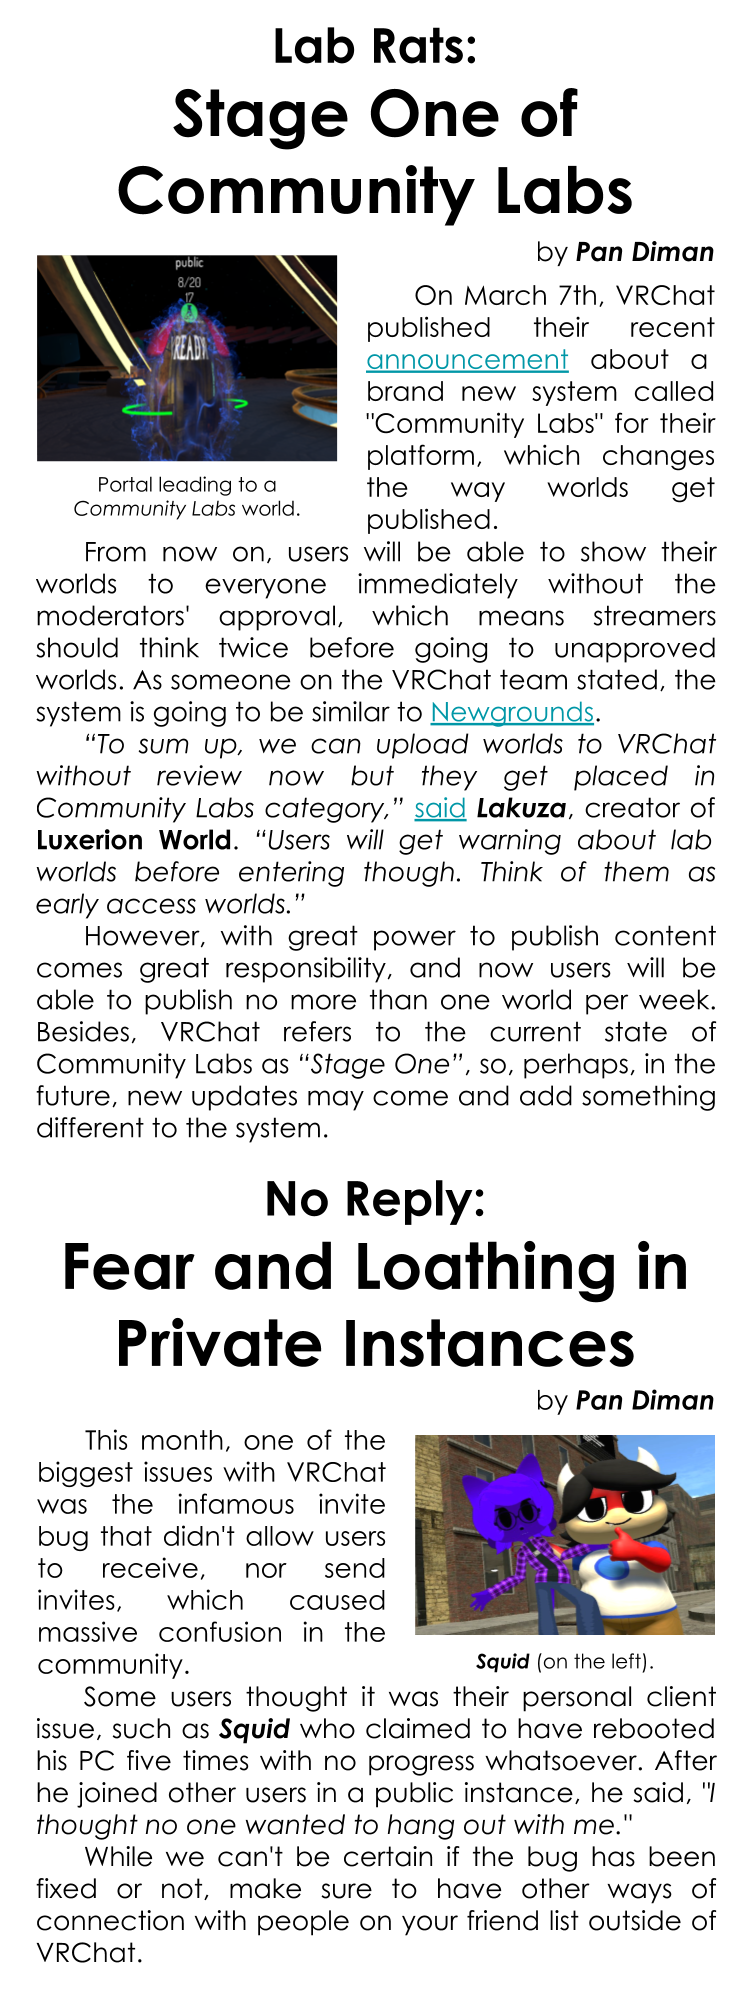 Lab Rats:
Stage One of
Community Labs
by Pan Diman
public
8/20
17
READY
Portal leading to a
Community Labs world.
On March 7th, VRChat
published their recent
announcement about a
brand new system called
"Community Labs" for their
platform, which changes
the way worlds get
published.
From now on, users will be able to show their
worlds to everyone immediately without the
moderators' approval, which means streamers
should think twice before going to unapproved
worlds. As someone on the VRChat team stated, the
system is going to be similar to Newgrounds.
“To sum up, we can upload worlds to VRChat
without review now but they get placed in
Community Labs category,” said Lakuza, creator of
Luxerion World. “Users will get warning about lab
worlds before entering though. Think of them as
early access worlds.”
However, with great power to publish content
comes great responsibility, and now users will be
able to publish no more than one world per week.
Besides, VRChat refers to the current state of
Community Labs as “Stage One”, so, perhaps, in the
future, new updates may come and add something
different to the system.
No Reply:
Fear and Loathing in
Private Instances
by Pan Diman
This month, one of the
biggest issues with VRChat
was the infamous invite
bug that didn't allow users
to receive, nor send
invites, which caused
massive confusion in the
community.
Squid (on the left).
Some users thought it was their personal client
issue, such as Squid who claimed to have rebooted
his PC five times with no progress whatsoever. After
he joined other users in a public instance, he said, "I
thought no one wanted to hang out with me."
While we can't be certain if the bug has been
fixed or not, make sure to have other ways of
connection with people on your friend list outside of
VRChat.